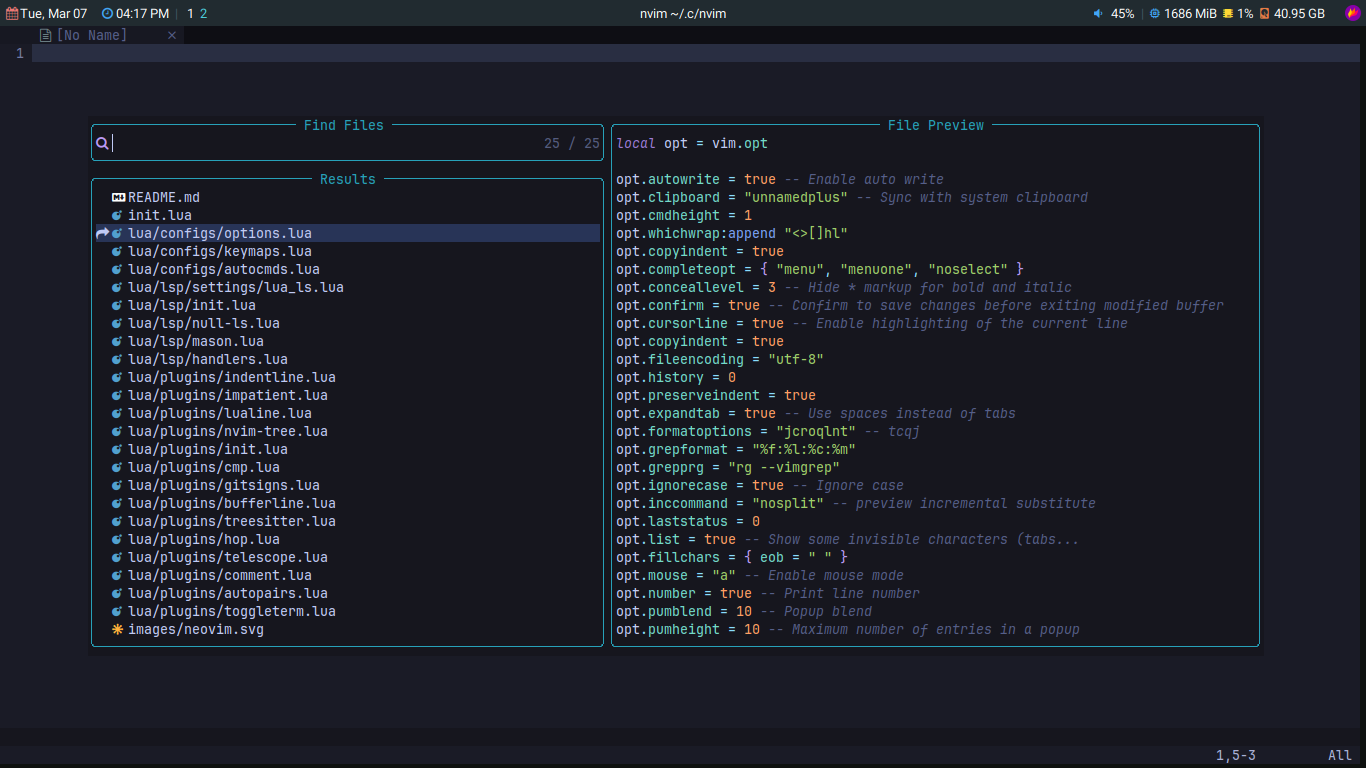 Tue, Mar 07 04:17 PM 1 2 nvim ~/.c/nvim 45% 1686 MiB 1% 40.95 GB
[No Name] ×
1
Find Files
25 / 25
Results
README.md
init.lua
lua/configs/options.lua
lua/configs/keymaps.lua
lua/configs/autocmds.lua
lua/lsp/settings/lua_ls.lua
lua/lsp/init.lua
lua/lsp/null-ls.lua
lua/lsp/mason.lua
lua/lsp/handlers.lua
lua/plugins/indentline.lua
lua/plugins/impatient.lua
lua/plugins/lualine.lua
lua/plugins/nvim-tree.lua
lua/plugins/init.lua
lua/plugins/cmp.lua
lua/plugins/gitsigns.lua
lua/plugins/bufferline.lua
lua/plugins/treesitter.lua
lua/plugins/hop.lua
lua/plugins/telescope.lua
lua/plugins/comment.lua
lua/plugins/autopairs.lua
lua/plugins/toggleterm.lua
images/neovim.svg
File Preview
local opt = vim.opt
opt.autowrite = true -- Enable auto write
opt.clipboard = "unnamedplus" -- Sync with system clipboard
opt.cmdheight = 1
opt.whichwrap:append "<>[]hl"
opt.copyindent = true
opt.completeopt = { "menu", "menuone", "noselect" }
opt.conceallevel = 3 -- Hide * markup for bold and italic
opt.confirm = true -- Confirm to save changes before exiting modified buffer
opt.cursorline = true -- Enable highlighting of the current line
opt.copyindent = true
opt.fileencoding = "utf-8"
opt.history = 0
opt.preserveindent = true
opt.expandtab = true -- Use spaces instead of tabs
opt.formatoptions = "jcroqlnt" -- tcqj
opt.grepformat = "%f:%l:%c:%m"
opt.grepprg = "rg --vimgrep"
opt.ignorecase = true -- Ignore case
opt.inccommand = "nosplit" -- preview incremental substitute
opt.laststatus = 0
opt.list = true -- Show some invisible characters (tabs...
opt.fillchars = { eob = " " }
opt.mouse = "a" -- Enable mouse mode
opt.number = true -- Print line number
opt.pumblend = 10 -- Popup blend
opt.pumheight = 10 -- Maximum number of entries in a popup
1,5-3 All